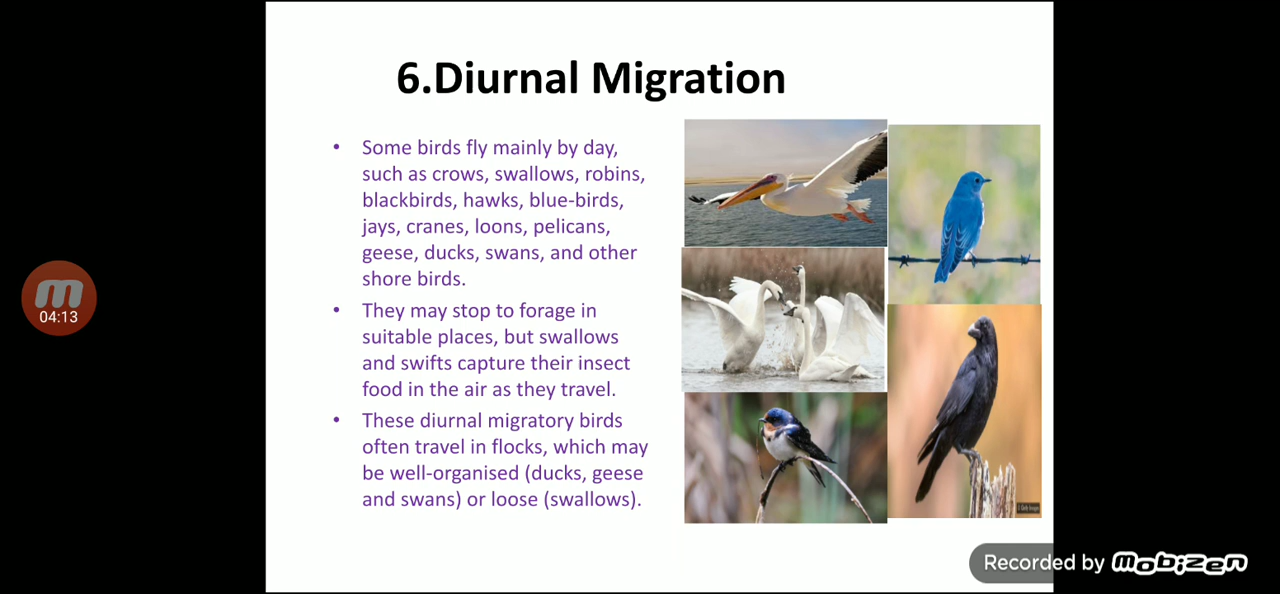 6.Diurnal Migration
• Some birds fly mainly by day,
such as crows, swallows, robins,
blackbirds, hawks, blue-birds,
jays, cranes, loons, pelicans,
geese, ducks, swans, and other
shore birds.
• They may stop to forage in
suitable places, but swallows
and swifts capture their insect
food in the air as they travel.
• These diurnal migratory birds
often travel in flocks, which may
be well-organised (ducks, geese
and swans) or loose (swallows).
m
04:13
Recorded by mobizen